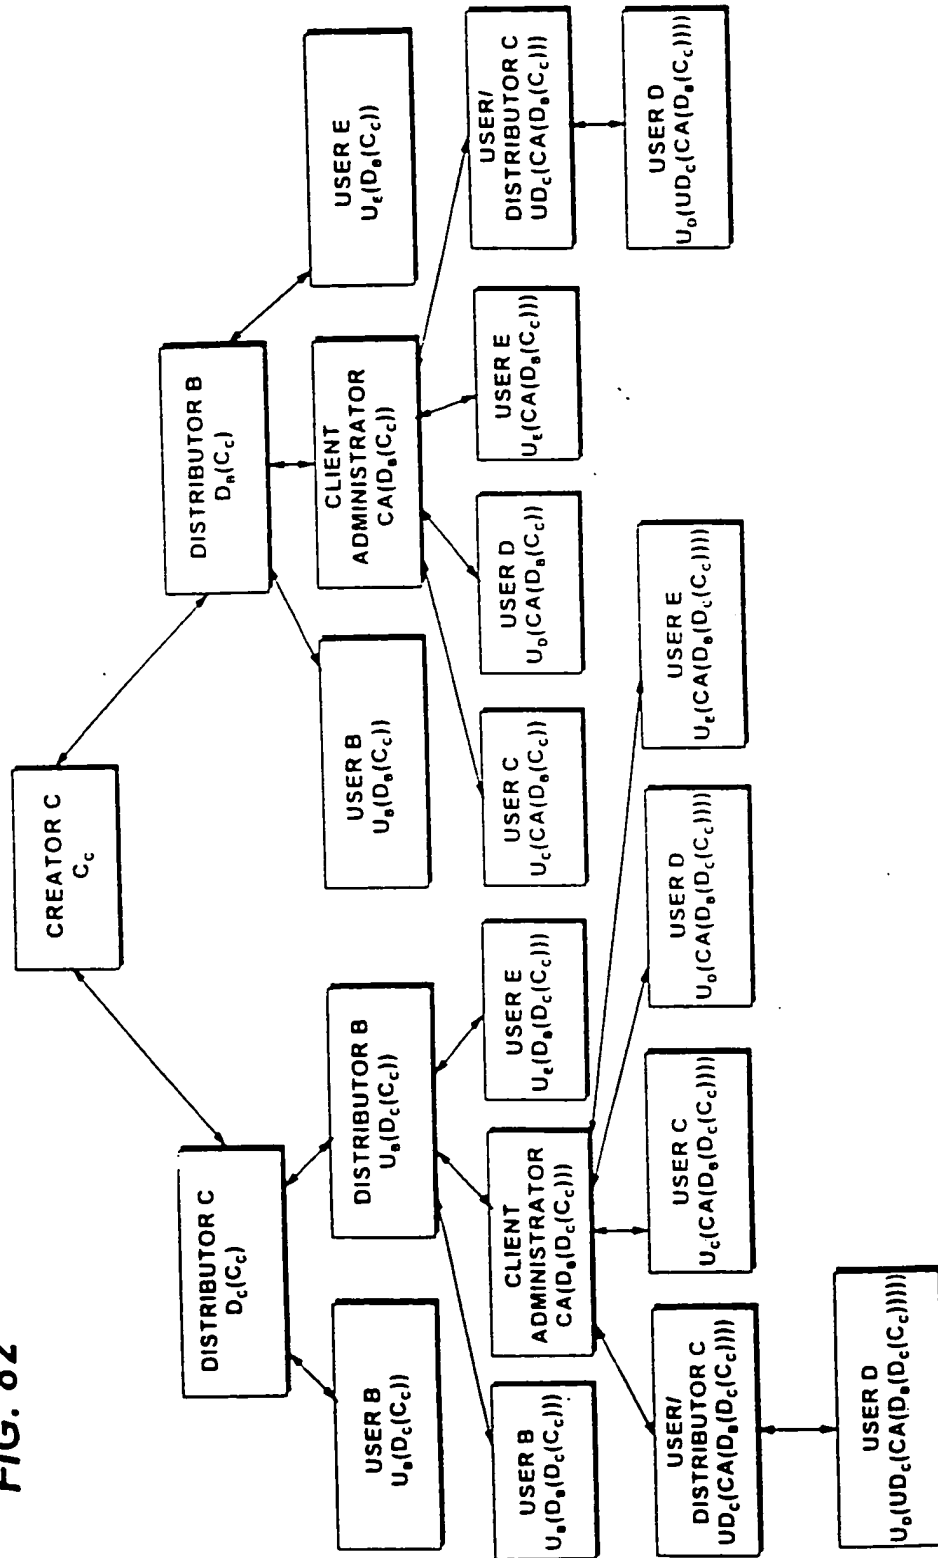 FIG. 82
CREATOR C
C_C
DISTRIBUTOR C
D_C(C_C)
DISTRIBUTOR B
D_B(C_C)
USER B
U_B(D_C(C_C))
DISTRIBUTOR B
U_B(D_C(C_C))
USER B
U_B(D_B(C_C))
CLIENT
ADMINISTRATOR
CA(D_B(C_C))
USER E
U_E(D_B(C_C))
USER B
U_B(D_B(D_C(C_C)))
CLIENT
ADMINISTRATOR
CA(D_B(D_C(C_C)))
USER E
U_E(D_B(D_C(C_C)))
USER C
U_C(CA(D_B(C_C))
USER D
U_D(CA(D_B(C_C))
USER E
U_E(CA(D_B(C_C)))
USER/
DISTRIBUTOR C
UD_C(CA(D_B(C_C)))
USER/
DISTRIBUTOR C
UD_C(CA(D_B(D_C(C_C))))
USER C
U_C(CA(D_B(D_C(C_C))))
USER D
U_D(CA(D_B(D_C(C_C))))
USER E
U_E(CA(D_B(D_C(C_C))))
USER D
U_D(UD_C(CA(D_B(C_C))))
USER D
U_D(UD_C(CA(D_B(D_C(C_C)))))